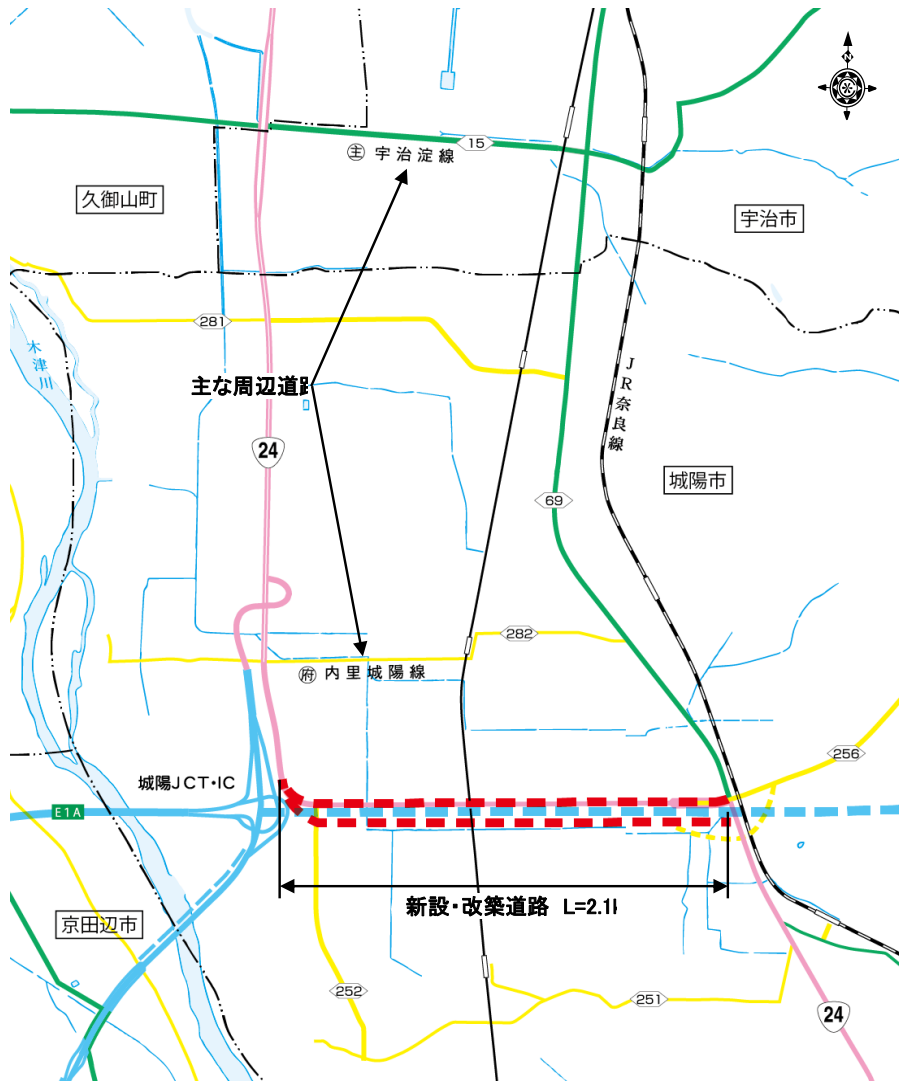 N
15
主 宇治淀線
久御山町
宇治市
281
木津川
主な周辺道路
JR奈良線
24
城陽市
69
282
府 内里城陽線
256
城陽JCT・IC
E1A
新設・改築道路 L=2.1
京田辺市
252
251
24